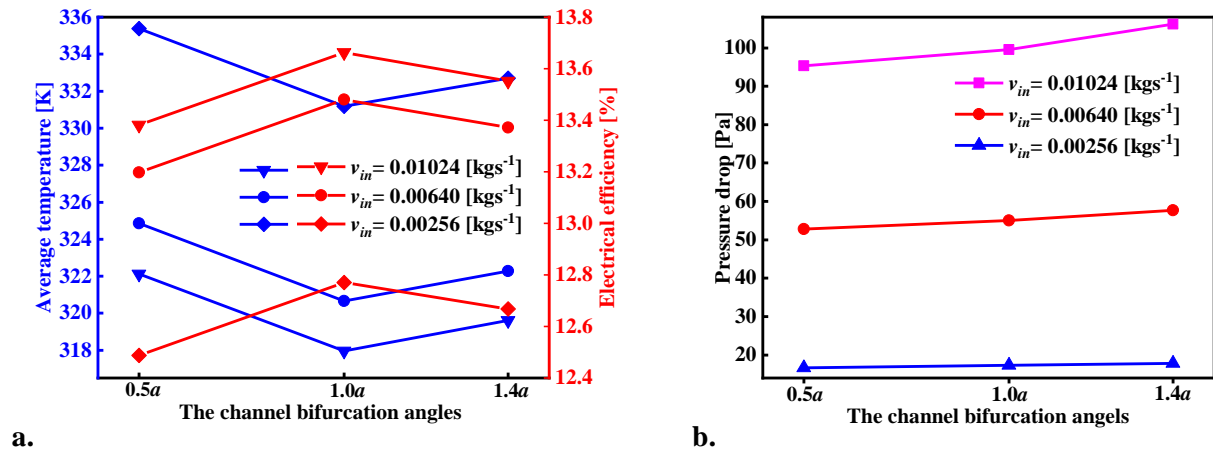 336
334
332
330
328
326
324
322
320
318
Average temperature [K]
13.8
13.6
13.4
13.2
13.0
12.8
12.6
12.4
Electrical efficiency [%]
v_in= 0.01024 [kgs⁻¹]
v_in= 0.00640 [kgs⁻¹]
v_in= 0.00256 [kgs⁻¹]
0.5a 1.0a 1.4a
The channel bifurcation angles
a.
100
90
80
70
60
50
40
30
20
Pressure drop [Pa]
v_in= 0.01024 [kgs⁻¹]
v_in= 0.00640 [kgs⁻¹]
v_in= 0.00256 [kgs⁻¹]
0.5a 1.0a 1.4a
The channel bifurcation angels
b.